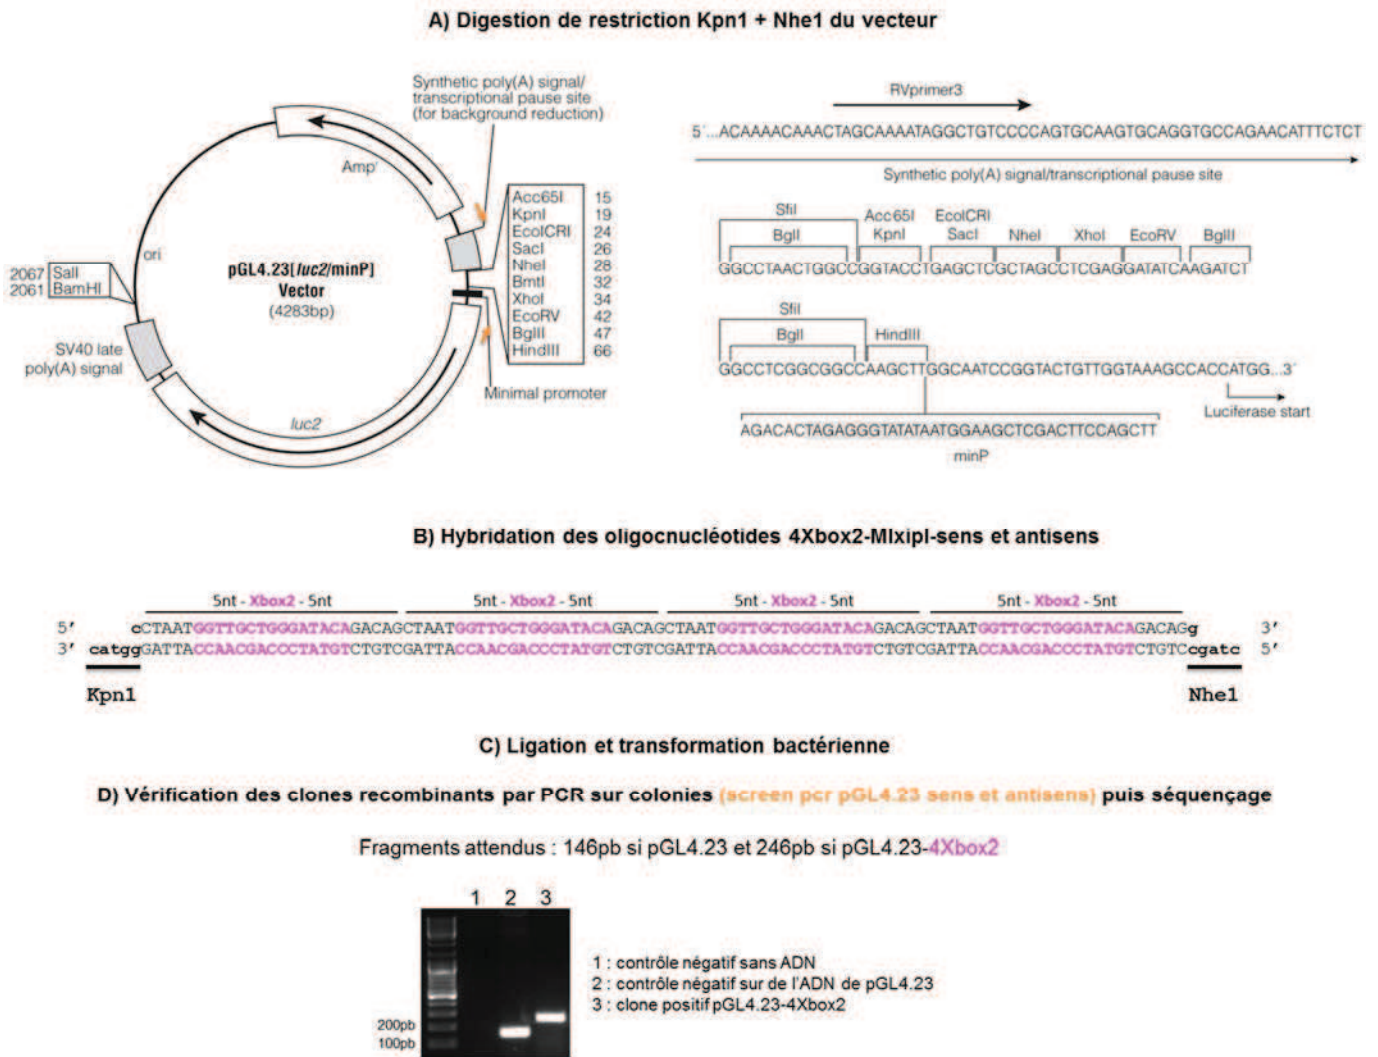 A) Digestion de restriction Kpn1 + Nhe1 du vecteur
Synthetic poly(A) signal/
transcriptional pause site
(for background reduction)
Ampʳ
Acc65I 15
KpnI 19
EcoICRI 24
SacI 26
NheI 28
BmtI 32
XhoI 34
EcoRV 42
BglII 47
HindIII 66
ori
pGL4.23[luc2/minP]
Vector
(4283bp)
2067 SalI
2061 BamHI
SV40 late
poly(A) signal
luc2
Minimal promoter
RVprimer3
5´...ACAAAACAAACTAGCAAAATAGGCTGTCCCCAGTGCAAGTGCAGGTGCCAGAACATTTCTCT
Synthetic poly(A) signal/transcriptional pause site
SfiI Acc65I EcoICRI
BglI KpnI SacI NheI XhoI EcoRV BglII
GGCCTAACTGGCCGGTACCTGAGCTCGCTAGCCTCGAGGATATCAAGATCT
SfiI
BglI HindIII
GGCCTCGGCGGCCAAGCTTGGCAATCCGGTACTGTTGGTAAAGCCACCATGG...3´
Luciferase start
AGACACTAGAGGGTATATAATGGAAGCTCGACTTCCAGCTT
minP
B) Hybridation des oligocnucléotides 4Xbox2-Mlxipl-sens et antisens
5nt - Xbox2 - 5nt 5nt - Xbox2 - 5nt 5nt - Xbox2 - 5nt 5nt - Xbox2 - 5nt
5’ cCTAATGGTTGCTGGGATACAGACAGCTAATGGTTGCTGGGATACAGACAGCTAATGGTTGCTGGGATACAGACAGCTAATGGTTGCTGGGATACAGACAGg 3’
3’ catggGATTACCAACGACCCTATGTCTGTCGATTACCAACGACCCTATGTCTGTCGATTACCAACGACCCTATGTCTGTCGATTACCAACGACCCTATGTCTGTCcgatc 5’
Kpn1 Nhe1
C) Ligation et transformation bactérienne
D) Vérification des clones recombinants par PCR sur colonies (screen pcr pGL4.23 sens et antisens) puis séquençage
Fragments attendus : 146pb si pGL4.23 et 246pb si pGL4.23-4Xbox2
1 2 3
1 : contrôle négatif sans ADN
2 : contrôle négatif sur de l'ADN de pGL4.23
3 : clone positif pGL4.23-4Xbox2
200pb
100pb